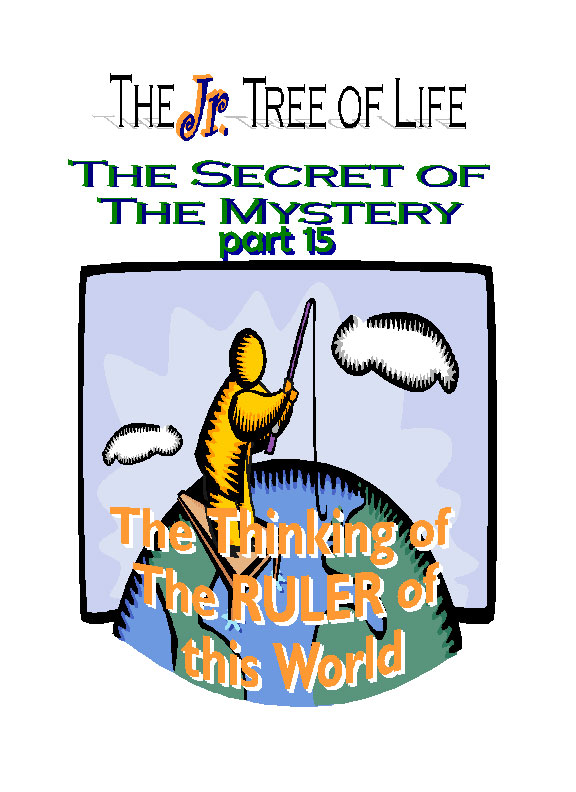 The Jr. Tree of Life
The Secret of
The Mystery
part 15
The Thinking of
The RULER of
this World